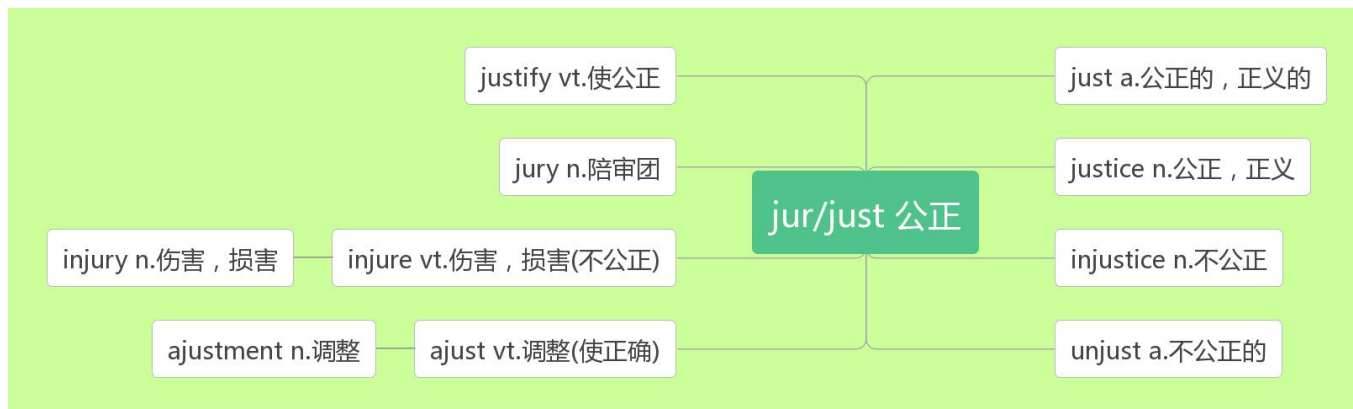 jur/just 公正
just a.公正的，正义的
justice n.公正，正义
injustice n.不公正
unjust a.不公正的
justify vt.使公正
jury n.陪审团
injure vt.伤害，损害(不公正)
injury n.伤害，损害
ajust vt.调整(使正确)
ajustment n.调整